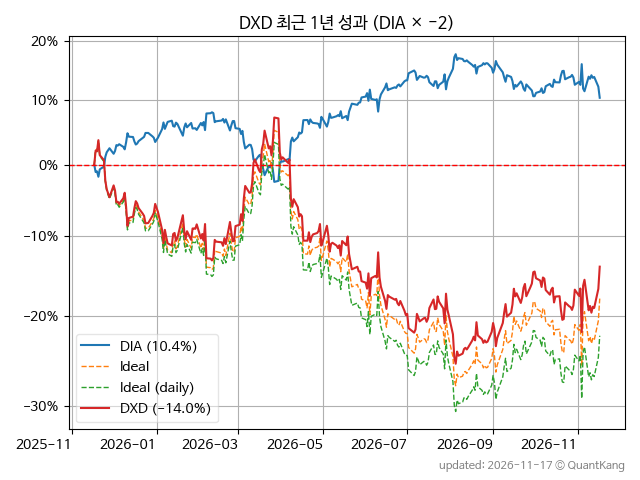 DXD 최근 1년 성과 (DIA × −2)
20%
10%
0%
−10%
−20%
−30%
DIA (10.4%)
Ideal
Ideal (daily)
DXD (−14.0%)
2025-11
2026-01
2026-03
2026-05
2026-07
2026-09
2026-11
updated: 2026-11-17 © QuantKang